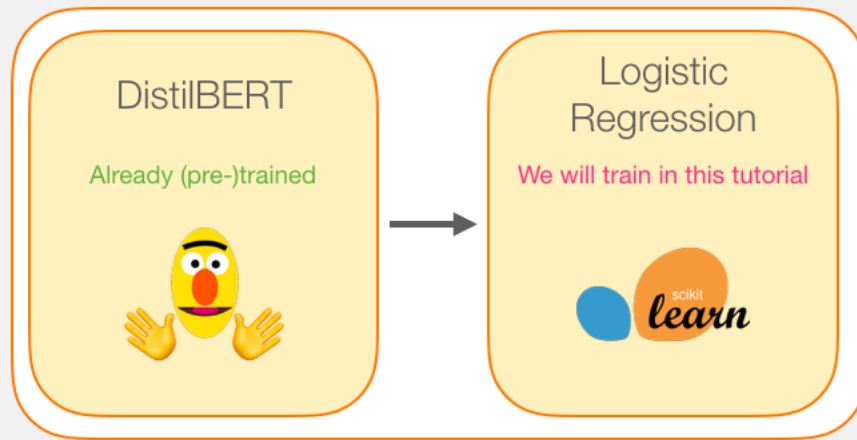 DistilBERT
Already (pre-)trained
Logistic
Regression
We will train in this tutorial
scikit
learn